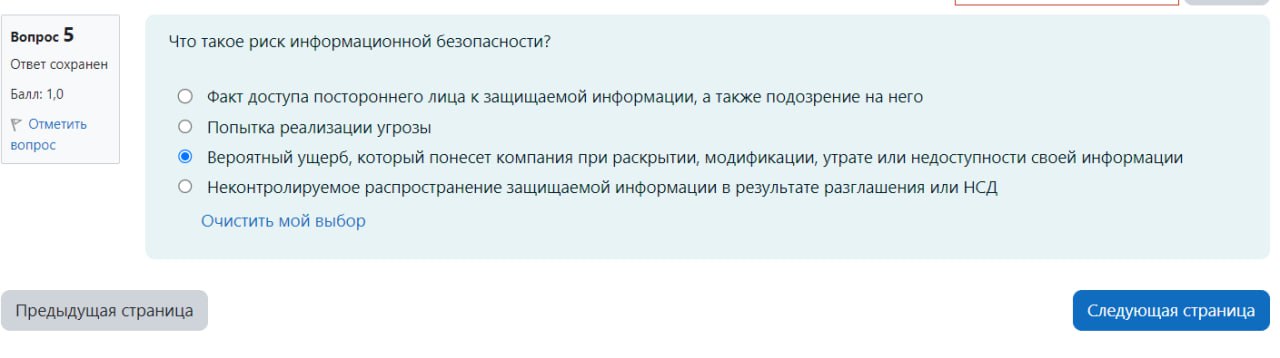 Вопрос 5
Ответ сохранен
Балл: 1,0
Отметить
вопрос
Что такое риск информационной безопасности?
Факт доступа постороннего лица к защищаемой информации, а также подозрение на него
Попытка реализации угрозы
Вероятный ущерб, который понесет компания при раскрытии, модификации, утрате или недоступности своей информации
Неконтролируемое распространение защищаемой информации в результате разглашения или НСД
Очистить мой выбор
Предыдущая страница
Следующая страница